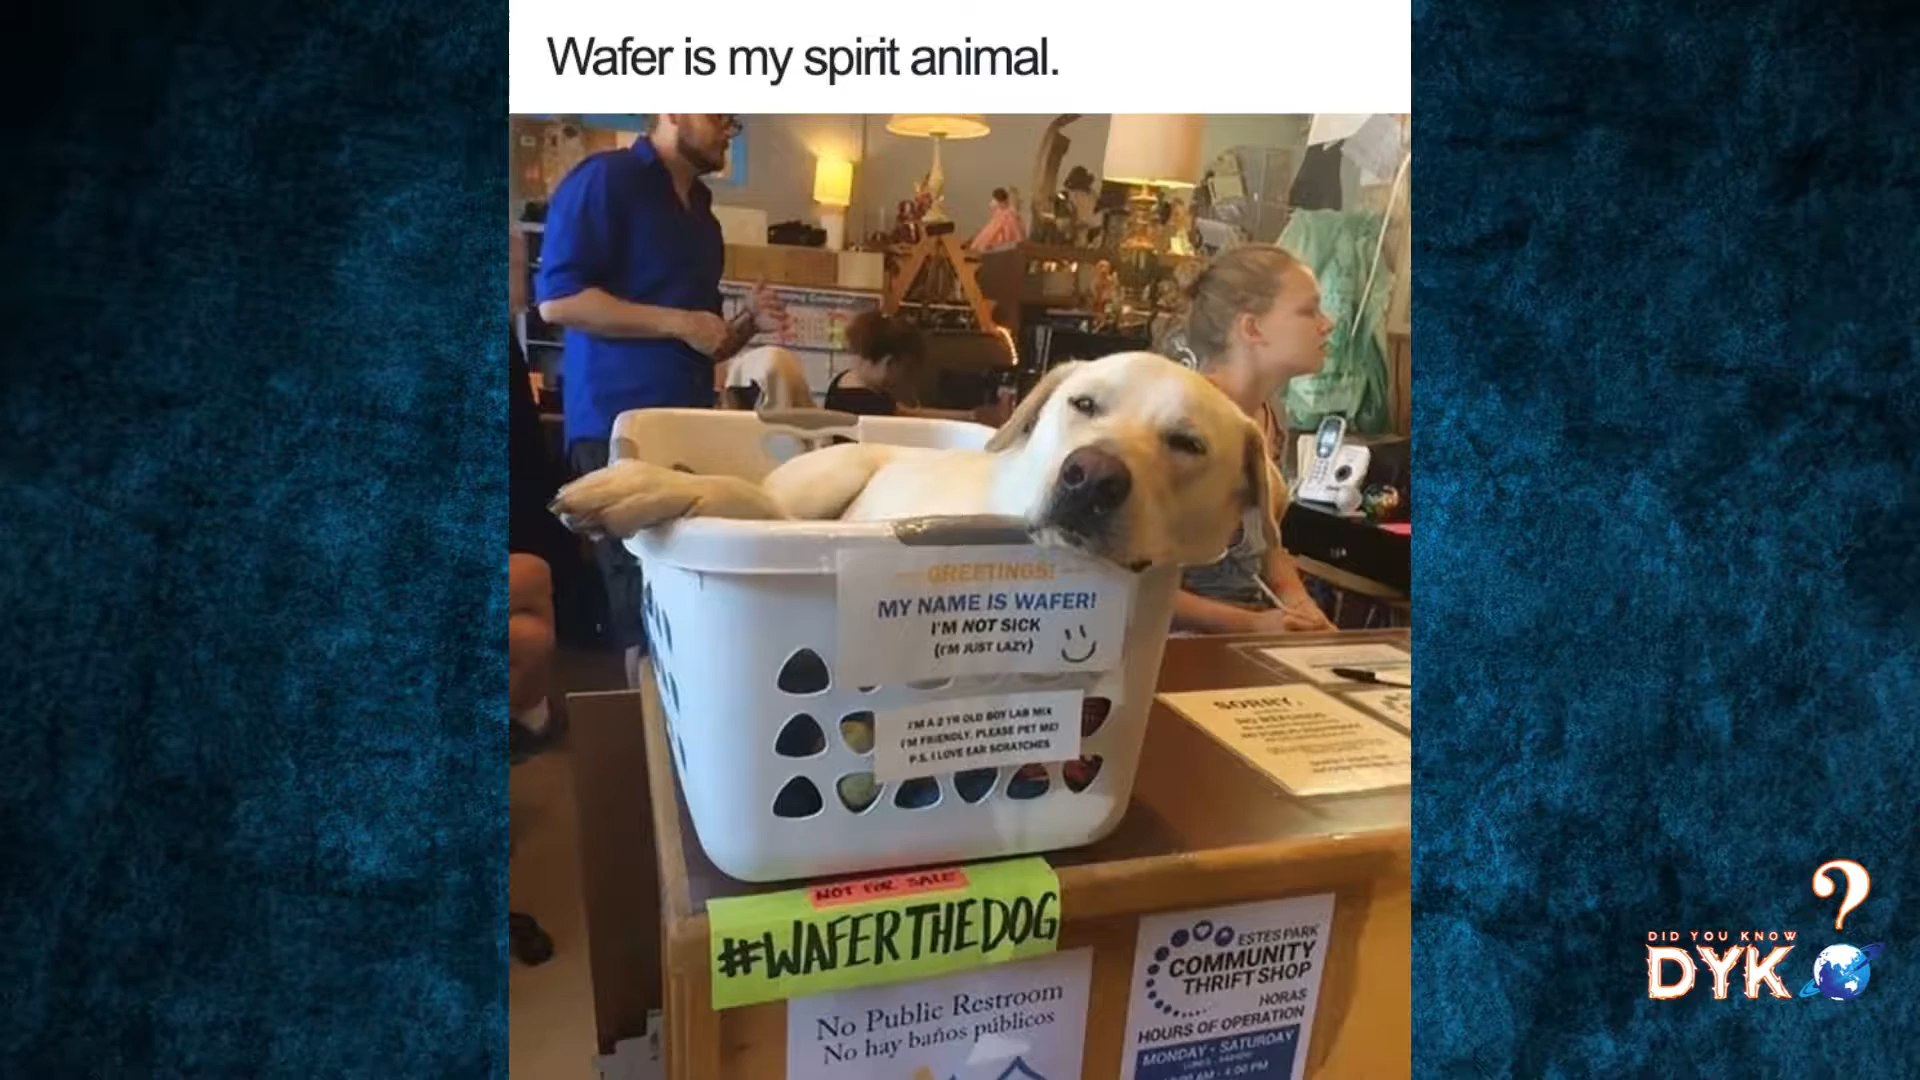 Wafer is my spirit animal.
GREETINGS!
MY NAME IS WAFER!
I'M NOT SICK
(I'M JUST LAZY)
I'M A 2 YR OLD BOY LAB MIX
I'M FRIENDLY, PLEASE PET ME!
P.S. I LOVE EAR SCRATCHES
SORRY,
NO REFUNDS
NOT FOR SALE
#WAFERTHEDOG
No Public Restroom
No hay baños públicos
ESTES PARK
COMMUNITY
THRIFT SHOP
HORAS
HOURS OF OPERATION
MONDAY - SATURDAY
DID YOU KNOW
DYK ?